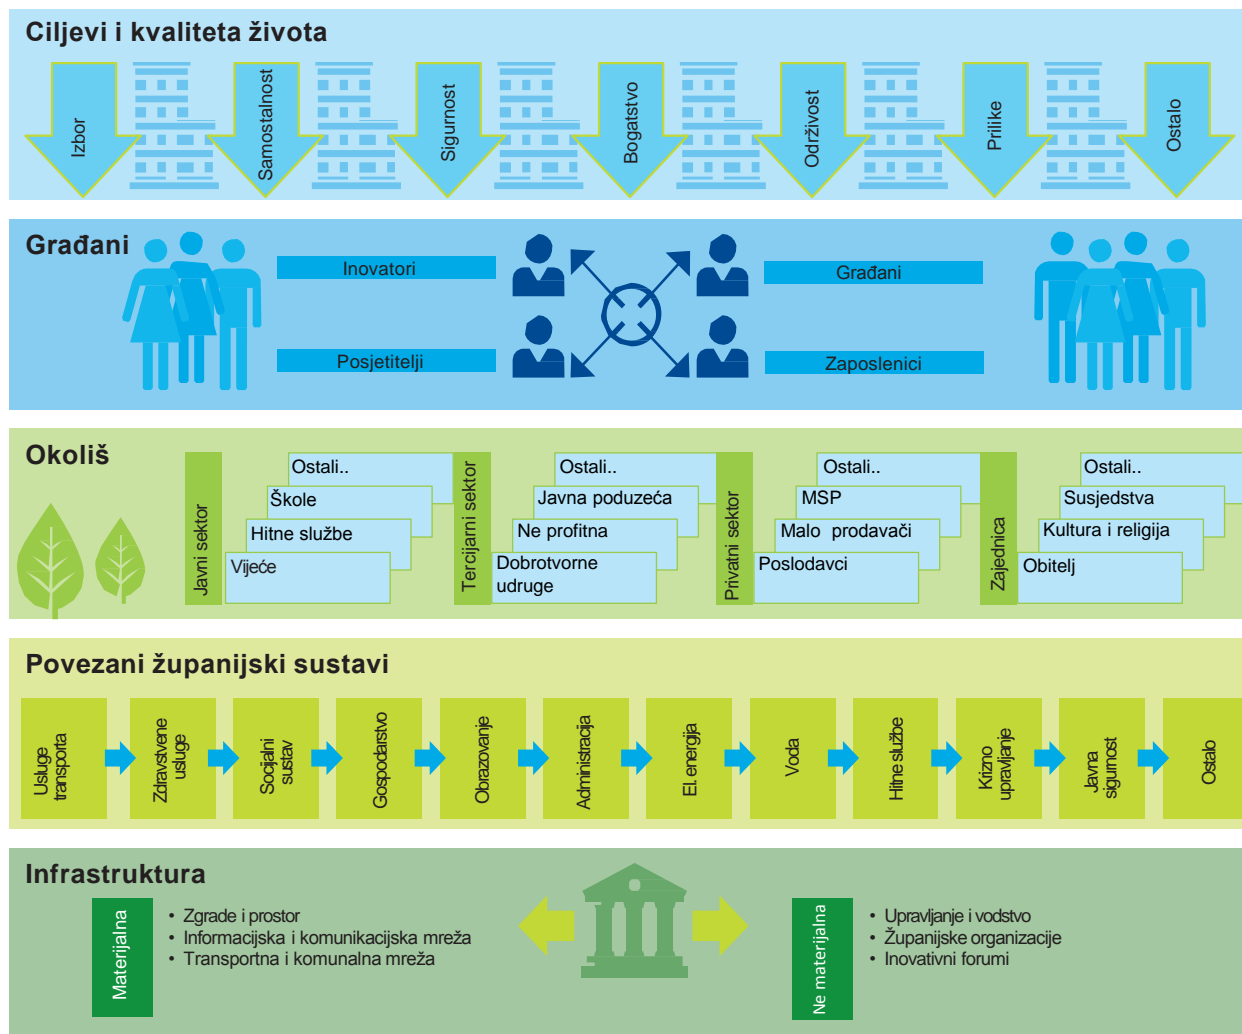 Ciljevi i kvaliteta života
Izbor
Samostalnost
Sigurnost
Bogatstvo
Održivost
Prilike
Ostalo
Građani
Inovatori
Građani
Posjetitelji
Zaposlenici
Okoliš
Javni sektor
Ostali..
Škole
Hitne službe
Vijeće
Tercijarni sektor
Ostali..
Javna poduzeća
Ne profitna
Dobrotvorne
udruge
Privatni sektor
Ostali..
MSP
Malo prodavači
Poslodavci
Zajednica
Ostali..
Susjedstva
Kultura i religija
Obitelj
Povezani županijski sustavi
Usluge
transporta
Zdravstvene
usluge
Socijalni
sustav
Gospodarstvo
Obrazovanje
Administracija
El. energija
Voda
Hitne službe
Krizno
upravljanje
Javna
sigurnost
Ostalo
Infrastruktura
Materijalna
• Zgrade i prostor
• Informacijska i komunikacijska mreža
• Transportna i komunalna mreža
Ne materijalna
• Upravljanje i vodstvo
• Županijske organizacije
• Inovativni forumi